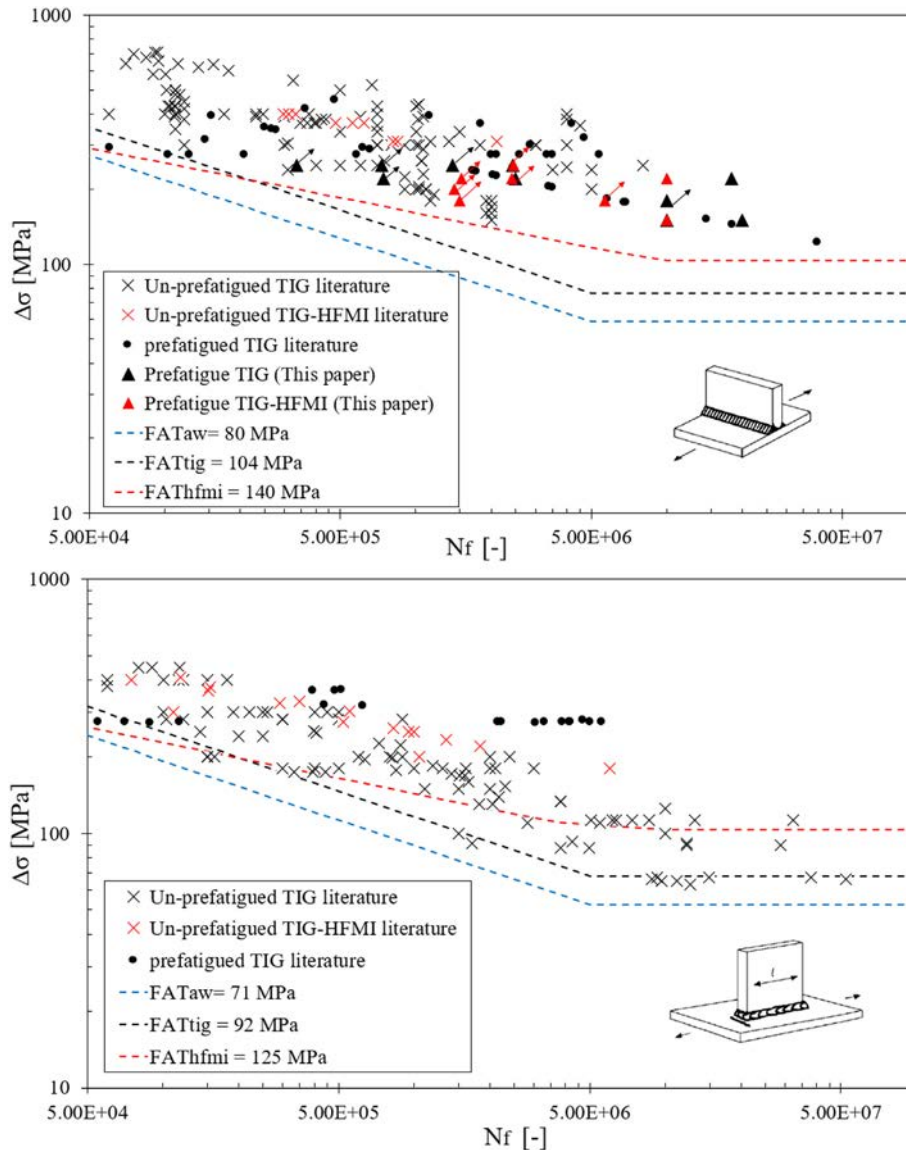 1000
100
10
Δσ [MPa]
× Un-prefatigued TIG literature
× Un-prefatigued TIG-HFMI literature
● prefatigued TIG literature
▲ Prefatigue TIG (This paper)
▲ Prefatigue TIG-HFMI (This paper)
FATaw= 80 MPa
FATtig = 104 MPa
FAThfmi = 140 MPa
5.00E+04 5.00E+05 5.00E+06 5.00E+07
Nf [-]
1000
100
10
Δσ [MPa]
× Un-prefatigued TIG literature
× Un-prefatigued TIG-HFMI literature
● prefatigued TIG literature
FATaw= 71 MPa
FATtig = 92 MPa
FAThfmi = 125 MPa
l
5.00E+04 5.00E+05 5.00E+06 5.00E+07
Nf [-]